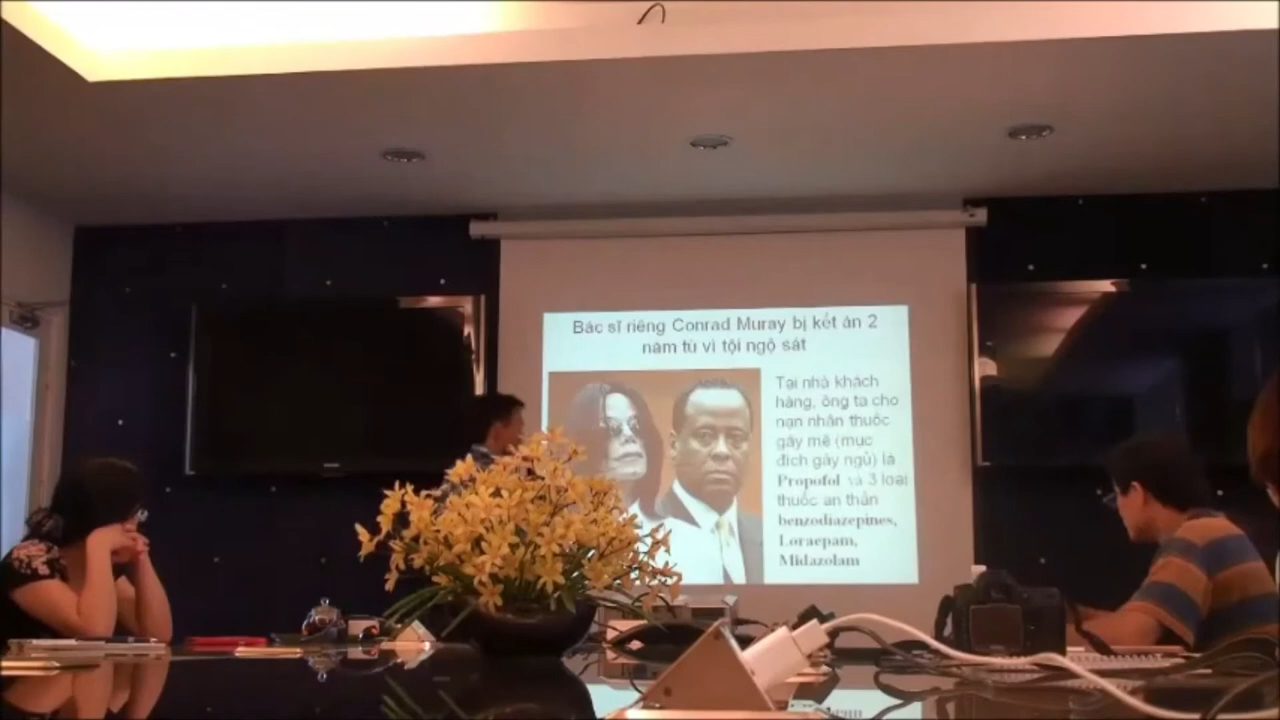 Bác sĩ riêng Conrad Muray bị kết án 2
năm tù vì tội ngộ sát
Tại nhà khách
hàng, ông ta cho
nạn nhân thuốc
gây mê (mục
đích gây ngủ) là
Propofol và 3 loại
thuốc an thần
benzodiazepines,
Loraepam,
Midazolam